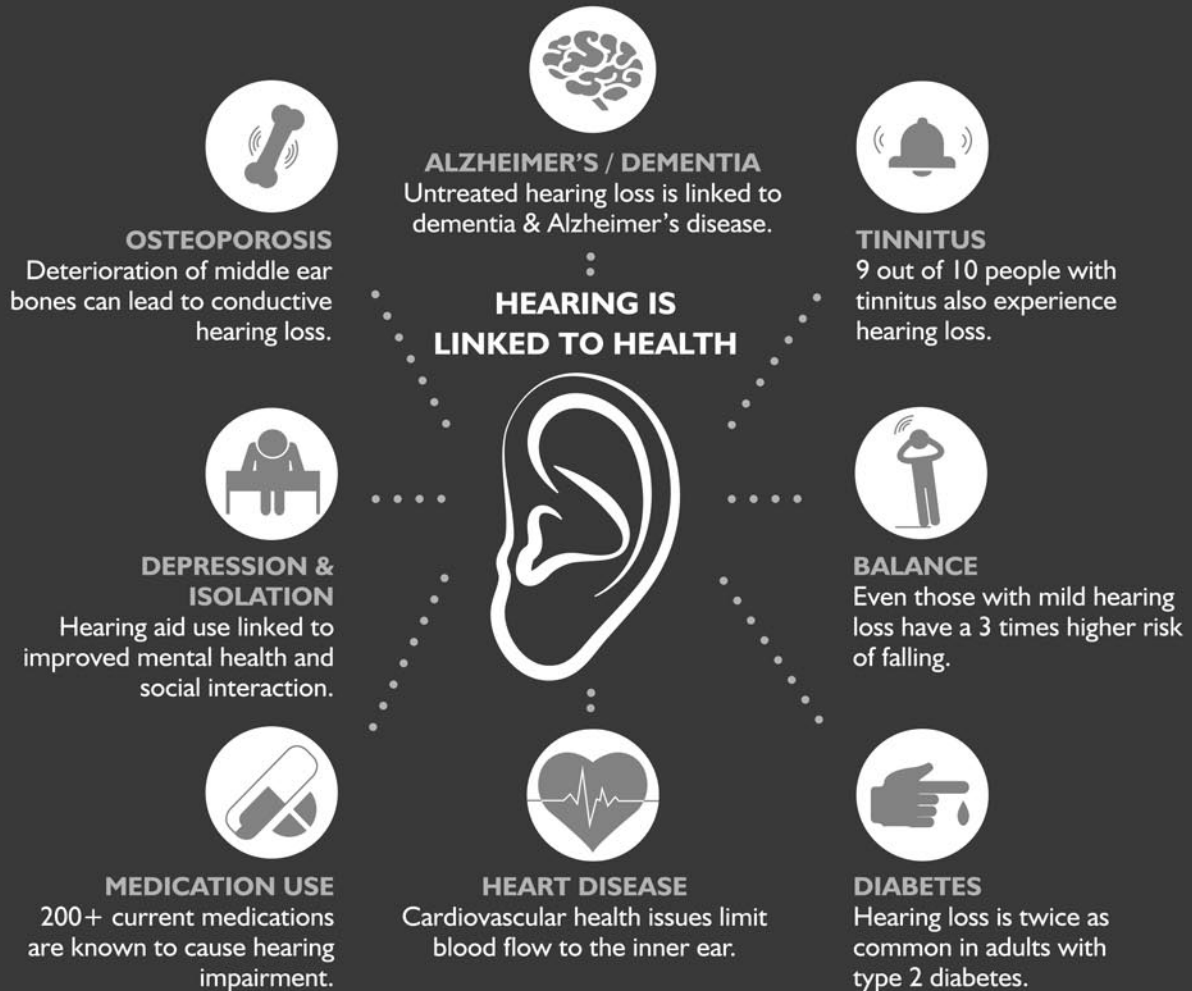 ALZHEIMER'S / DEMENTIA
Untreated hearing loss is linked to
dementia & Alzheimer's disease.
OSTEOPOROSIS
Deterioration of middle ear
bones can lead to conductive
hearing loss.
TINNITUS
9 out of 10 people with
tinnitus also experience
hearing loss.
HEARING IS
LINKED TO HEALTH
DEPRESSION &
ISOLATION
Hearing aid use linked to
improved mental health and
social interaction.
BALANCE
Even those with mild hearing
loss have a 3 times higher risk
of falling.
MEDICATION USE
200+ current medications
are known to cause hearing
impairment.
HEART DISEASE
Cardiovascular health issues limit
blood flow to the inner ear.
DIABETES
Hearing loss is twice as
common in adults with
type 2 diabetes.